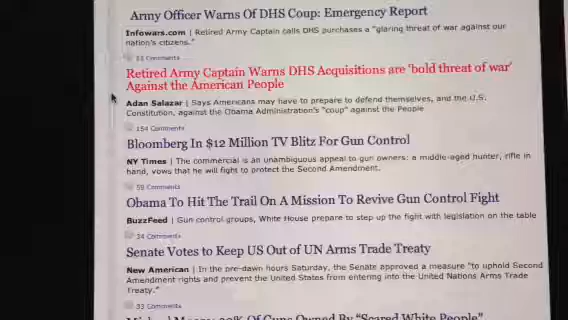 Army Officer Warns Of DHS Coup: Emergency Report
Infowars.com | Retired Army Captain calls DHS purchases a "glaring threat of war against our
nation's citizens."
Comments
Retired Army Captain Warns DHS Acquisitions are 'bold threat of war'
Against the American People
Adan Salazar | Says Americans may have to prepare to defend themselves, and the U.S.
Constitution, against the Obama Administration's "coup" against the People
154 Comments
Bloomberg In $12 Million TV Blitz For Gun Control
NY Times | The commercial is an unambiguous appeal to gun owners: a middle-aged hunter, rifle in
hand, vows that he will fight to protect the Second Amendment.
59 Comments
Obama To Hit The Trail On A Mission To Revive Gun Control Fight
BuzzFeed | Gun control groups, White House prepare to step up the fight with legislation on the table
34 Comments
Senate Votes to Keep US Out of UN Arms Trade Treaty
New American | In the pre-dawn hours Saturday, the Senate approved a measure "to uphold Second
Amendment rights and prevent the United States from entering into the United Nations Arms Trade
Treaty."
33 Comments
Of Guns Owned By "Scared White People"